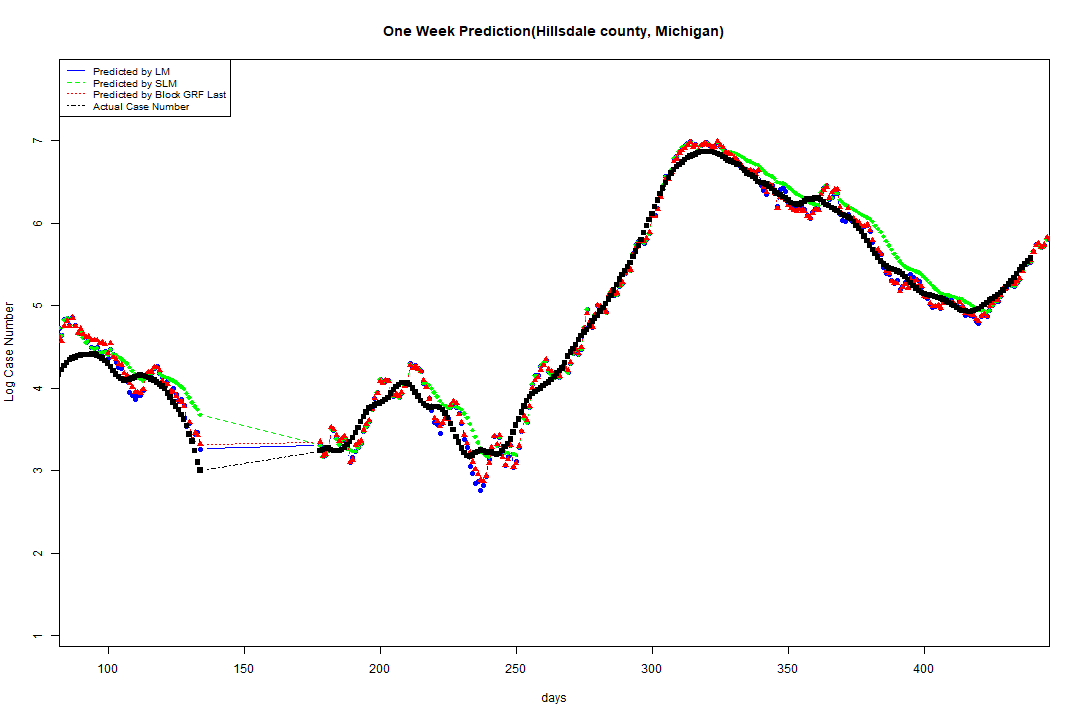 One Week Prediction(Hillsdale county, Michigan)
Predicted by LM
Predicted by SLM
Predicted by Block GRF Last
Actual Case Number
Log Case Number
7
6
5
4
3
2
1
100 150 200 250 300 350 400
days